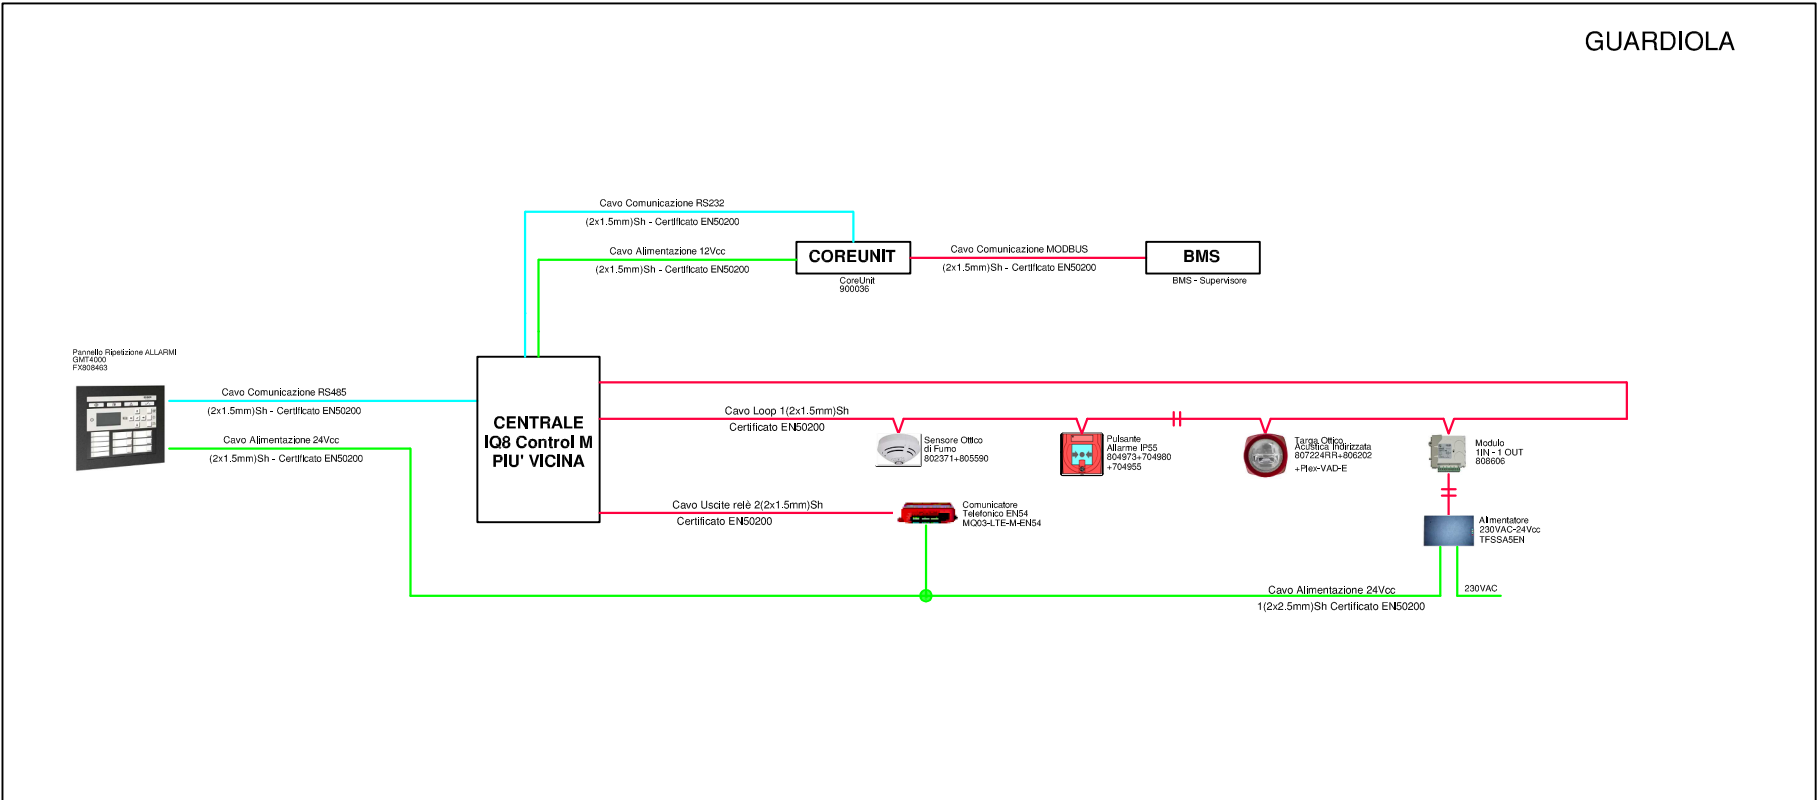 GUARDIOLA
Cavo Comunicazione RS232
(2x1.5mm)Sh - Certificato EN50200
Cavo Alimentazione 12Vcc
(2x1.5mm)Sh - Certificato EN50200
COREUNIT
CoreUnit
900036
Cavo Comunicazione MODBUS
(2x1.5mm)Sh - Certificato EN50200
BMS
BMS - Supervisore
Pannello Ripetizione ALLARMI
GMT4000
FX808463
Cavo Comunicazione RS485
(2x1.5mm)Sh - Certificato EN50200
Cavo Alimentazione 24Vcc
(2x1.5mm)Sh - Certificato EN50200
CENTRALE
IQ8 Control M
PIU' VICINA
Cavo Loop 1(2x1.5mm)Sh
Certificato EN50200
Sensore Ottico
di Fumo
802371+805590
Pulsante
Allarme IP55
804973+704980
+704955
Targa Ottico
Acustica Indirizzata
807224RR+806202
+Plex-VAD-E
Modulo
1IN - 1 OUT
808606
Cavo Uscite relè 2(2x1.5mm)Sh
Certificato EN50200
Comunicatore
Telefonico EN54
MQ03-LTE-M-EN54
Alimentatore
230VAC-24Vcc
TFSSA5EN
Cavo Alimentazione 24Vcc
1(2x2.5mm)Sh Certificato EN50200
230VAC